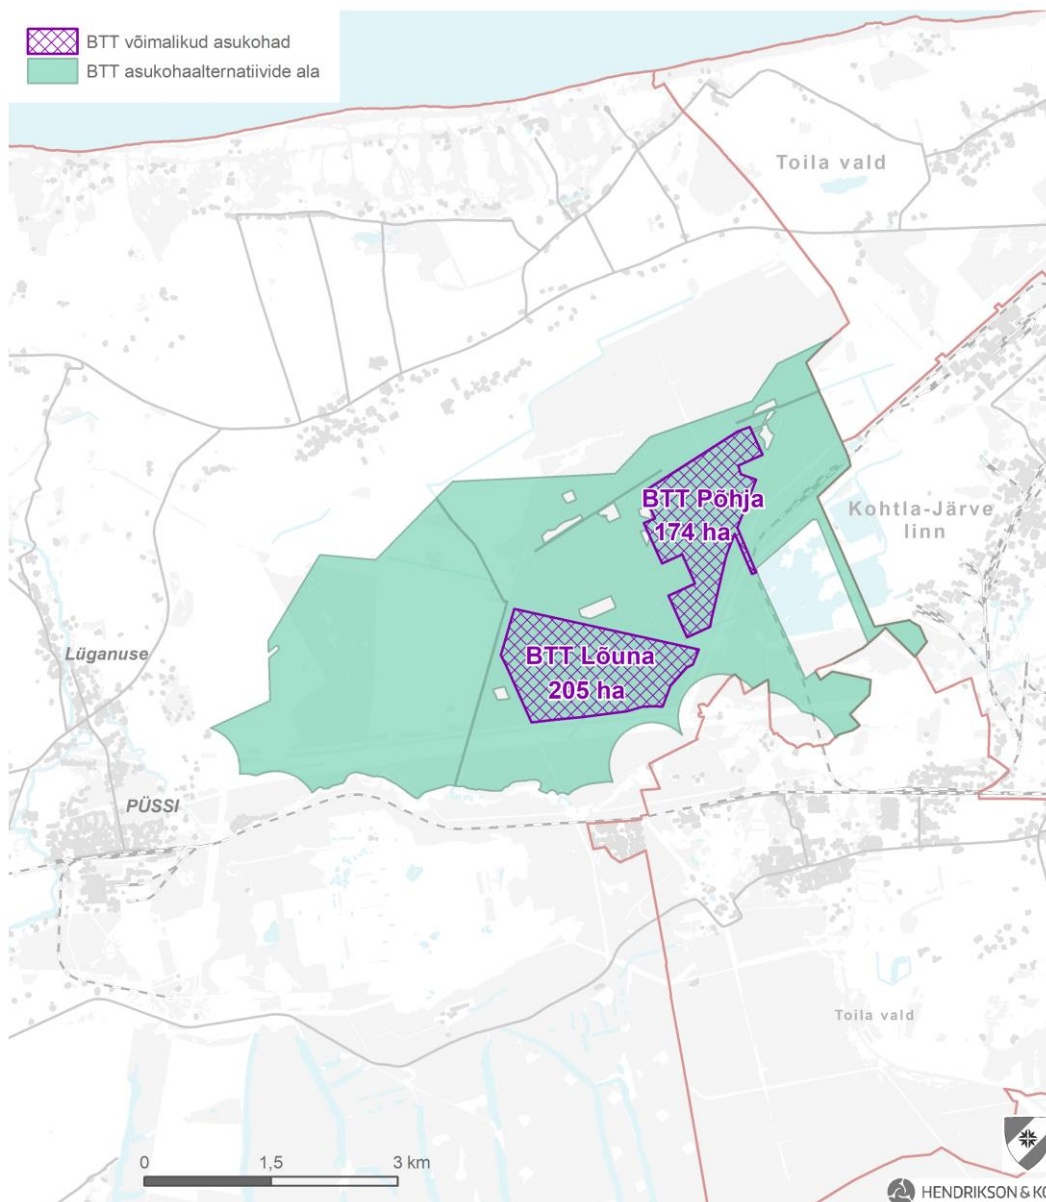 BTT võimalikud asukohad
BTT asukohaalternatiivide ala
Toila vald
BTT Põhja
174 ha
Kohtla-Järve
linn
Lüganuse
BTT Lõuna
205 ha
PÜSSI
Toila vald
0 1,5 3 km
HENDRIKSON & KO